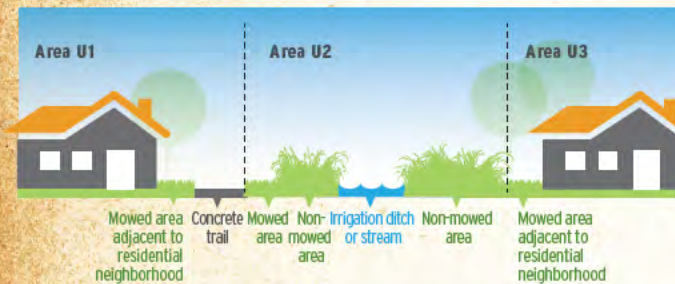 Area U1
Area U2
Area U3
Mowed area
adjacent to
residential
neighborhood
Concrete
trail
Mowed
area
Non-
mowed
area
Irrigation ditch
or stream
Non-mowed
area
Mowed area
adjacent to
residential
neighborhood